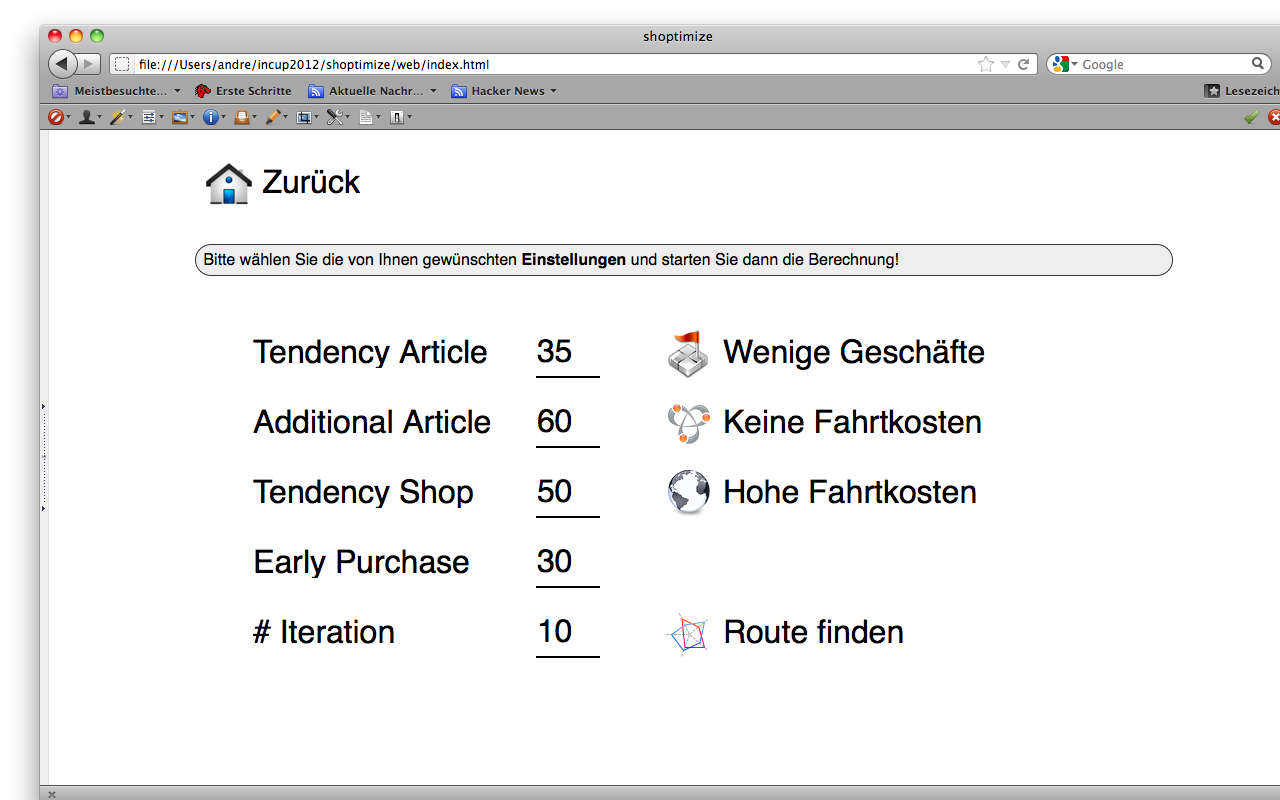 shoptimize
file:///Users/andre/incup2012/shoptimize/web/index.html
Google
Meistbesuchte... Erste Schritte Aktuelle Nachr... Hacker News Lesezeich
Zurück
Bitte wählen Sie die von Ihnen gewünschten Einstellungen und starten Sie dann die Berechnung!
Tendency Article 35 Wenige Geschäfte
Additional Article 60 Keine Fahrtkosten
Tendency Shop 50 Hohe Fahrtkosten
Early Purchase 30
# Iteration 10 Route finden